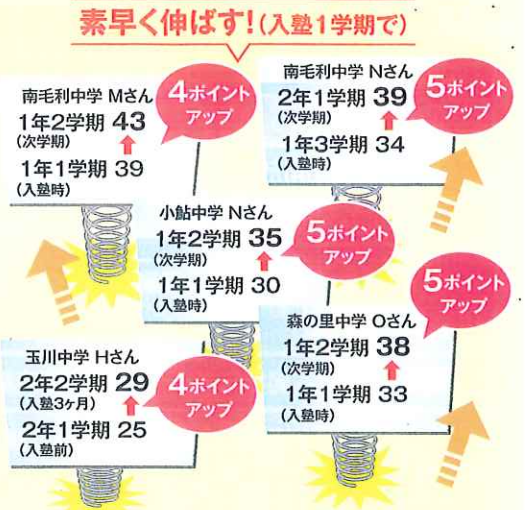 素早く伸ばす!(入塾1学期で)
南毛利中学 Mさん
1年2学期 43
(次学期)
1年1学期 39
(入塾時)
4ポイント
アップ
南毛利中学 Nさん
2年1学期 39
(次学期)
1年3学期 34
(入塾時)
5ポイント
アップ
小鮎中学 Nさん
1年2学期 35
(次学期)
1年1学期 30
(入塾時)
5ポイント
アップ
玉川中学 Hさん
2年2学期 29
(入塾3ヶ月)
2年1学期 25
(入塾前)
4ポイント
アップ
森の里中学 Oさん
1年2学期 38
(次学期)
1年1学期 33
(入塾時)
5ポイント
アップ